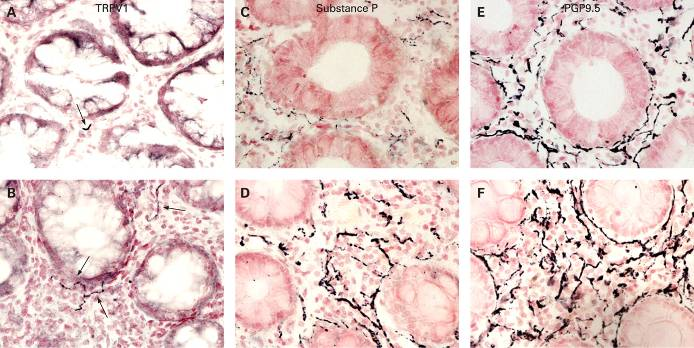 A TRPV1
C Substance P
E PGP9.5
B
D
F